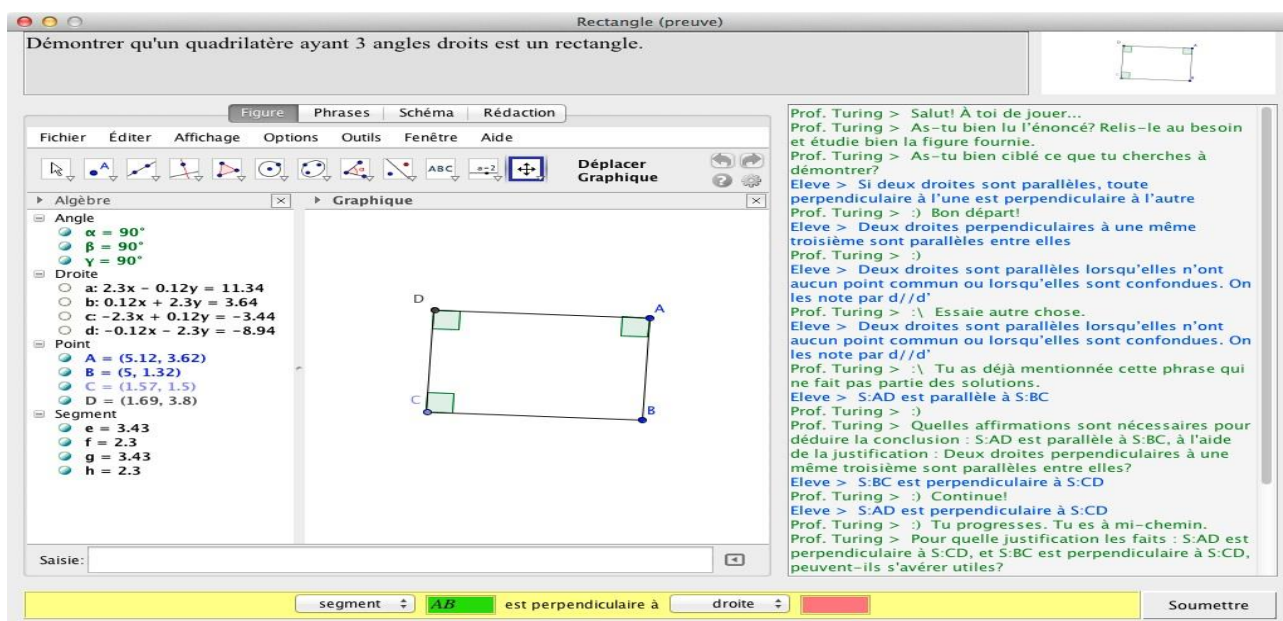 Rectangle (preuve)
Démontrer qu'un quadrilatère ayant 3 angles droits est un rectangle.
Figure Phrases Schéma Rédaction
Fichier Éditer Affichage Options Outils Fenêtre Aide
ABC a=2
Déplacer
Graphique
Algèbre
Graphique
Angle
α = 90°
β = 90°
γ = 90°
Droite
a: 2.3x - 0.12y = 11.34
b: 0.12x + 2.3y = 3.64
c: -2.3x + 0.12y = -3.44
d: -0.12x - 2.3y = -8.94
Point
A = (5.12, 3.62)
B = (5, 1.32)
C = (1.57, 1.5)
D = (1.69, 3.8)
Segment
e = 3.43
f = 2.3
g = 3.43
h = 2.3
D
A
C
B
Saisie:
Prof. Turing > Salut! À toi de jouer...
Prof. Turing > As-tu bien lu l'énoncé? Relis-le au besoin
et étudie bien la figure fournie.
Prof. Turing > As-tu bien ciblé ce que tu cherches à
démontrer?
Eleve > Si deux droites sont parallèles, toute
perpendiculaire à l'une est perpendiculaire à l'autre
Prof. Turing > :) Bon départ!
Eleve > Deux droites perpendiculaires à une même
troisième sont parallèles entre elles
Prof. Turing > :)
Eleve > Deux droites sont parallèles lorsqu'elles n'ont
aucun point commun ou lorsqu'elles sont confondues. On
les note par d//d'
Prof. Turing > :\ Essaie autre chose.
Eleve > Deux droites sont parallèles lorsqu'elles n'ont
aucun point commun ou lorsqu'elles sont confondues. On
les note par d//d'
Prof. Turing > :\ Tu as déjà mentionnée cette phrase qui
ne fait pas partie des solutions.
Eleve > S:AD est parallèle à S:BC
Prof. Turing > :)
Prof. Turing > Quelles affirmations sont nécessaires pour
déduire la conclusion : S:AD est parallèle à S:BC, à l'aide
de la justification : Deux droites perpendiculaires à une
même troisième sont parallèles entre elles?
Eleve > S:BC est perpendiculaire à S:CD
Prof. Turing > :) Continue!
Eleve > S:AD est perpendiculaire à S:CD
Prof. Turing > :) Tu progresses. Tu es à mi-chemin.
Prof. Turing > Pour quelle justification les faits : S:AD est
perpendiculaire à S:CD, et S:BC est perpendiculaire à S:CD,
peuvent-ils s'avérer utiles?
segment AB est perpendiculaire à droite
Soumettre